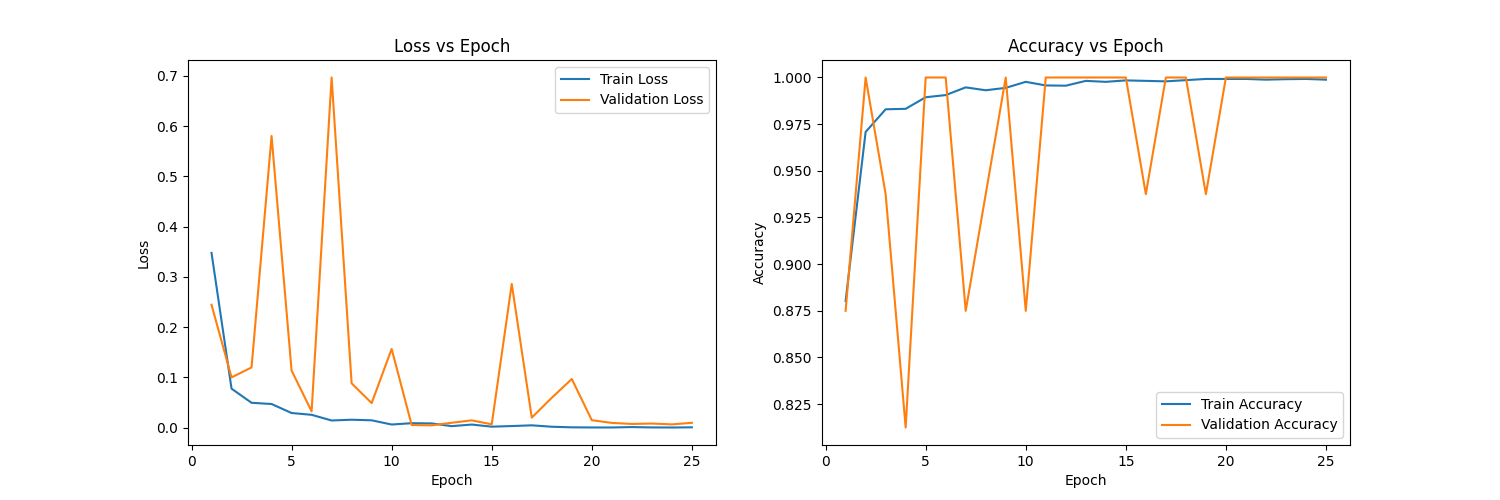 Loss vs Epoch
Train Loss
Validation Loss
0.7
0.6
0.5
0.4
0.3
0.2
0.1
0.0
Loss
0 5 10 15 20 25
Epoch
Accuracy vs Epoch
1.000
0.975
0.950
0.925
0.900
0.875
0.850
0.825
Accuracy
Train Accuracy
Validation Accuracy
0 5 10 15 20 25
Epoch